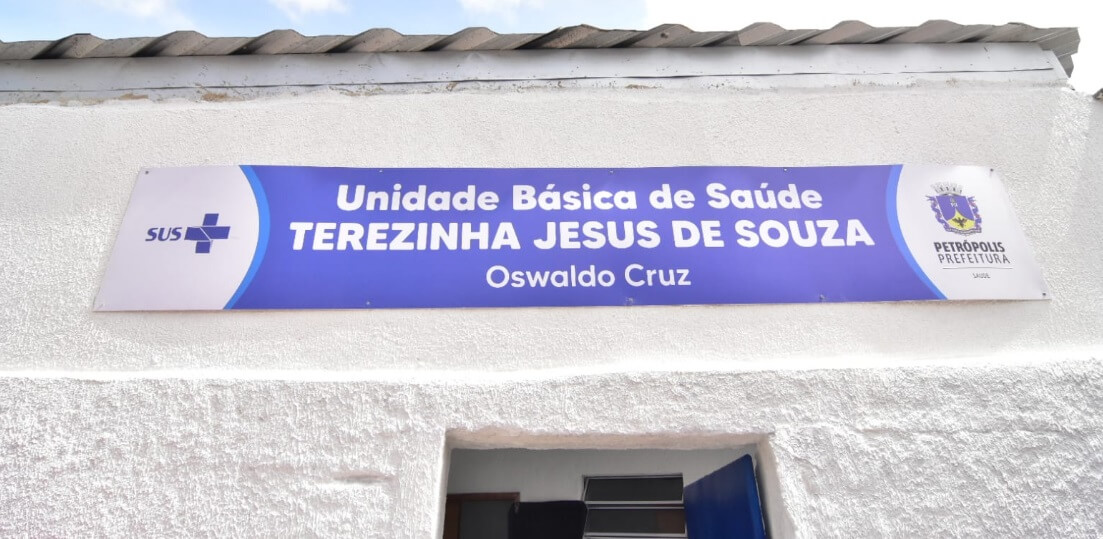 SUS
Unidade Básica de Saúde
TEREZINHA JESUS DE SOUZA
Oswaldo Cruz
PETRÓPOLIS
PREFEITURA
SAÚDE